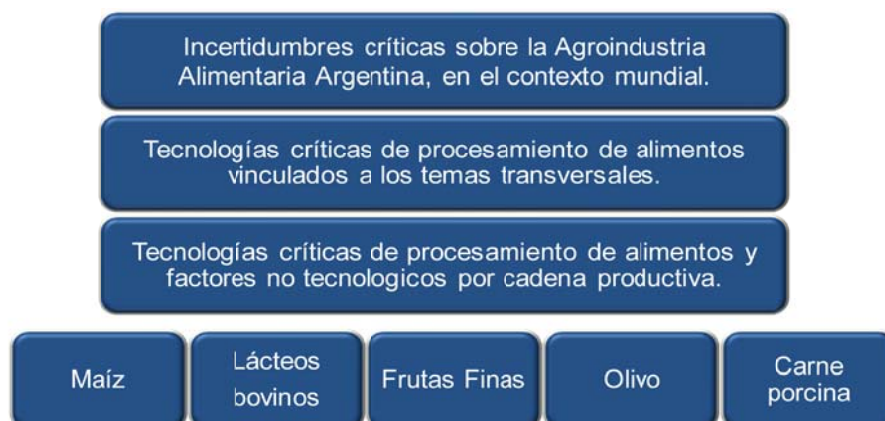 Incertidumbres críticas sobre la Agroindustria
Alimentaria Argentina, en el contexto mundial.
Tecnologías críticas de procesamiento de alimentos
vinculados a los temas transversales.
Tecnologías críticas de procesamiento de alimentos y
factores no tecnologicos por cadena productiva.
Maíz
Lácteos
bovinos
Frutas Finas
Olivo
Carne
porcina